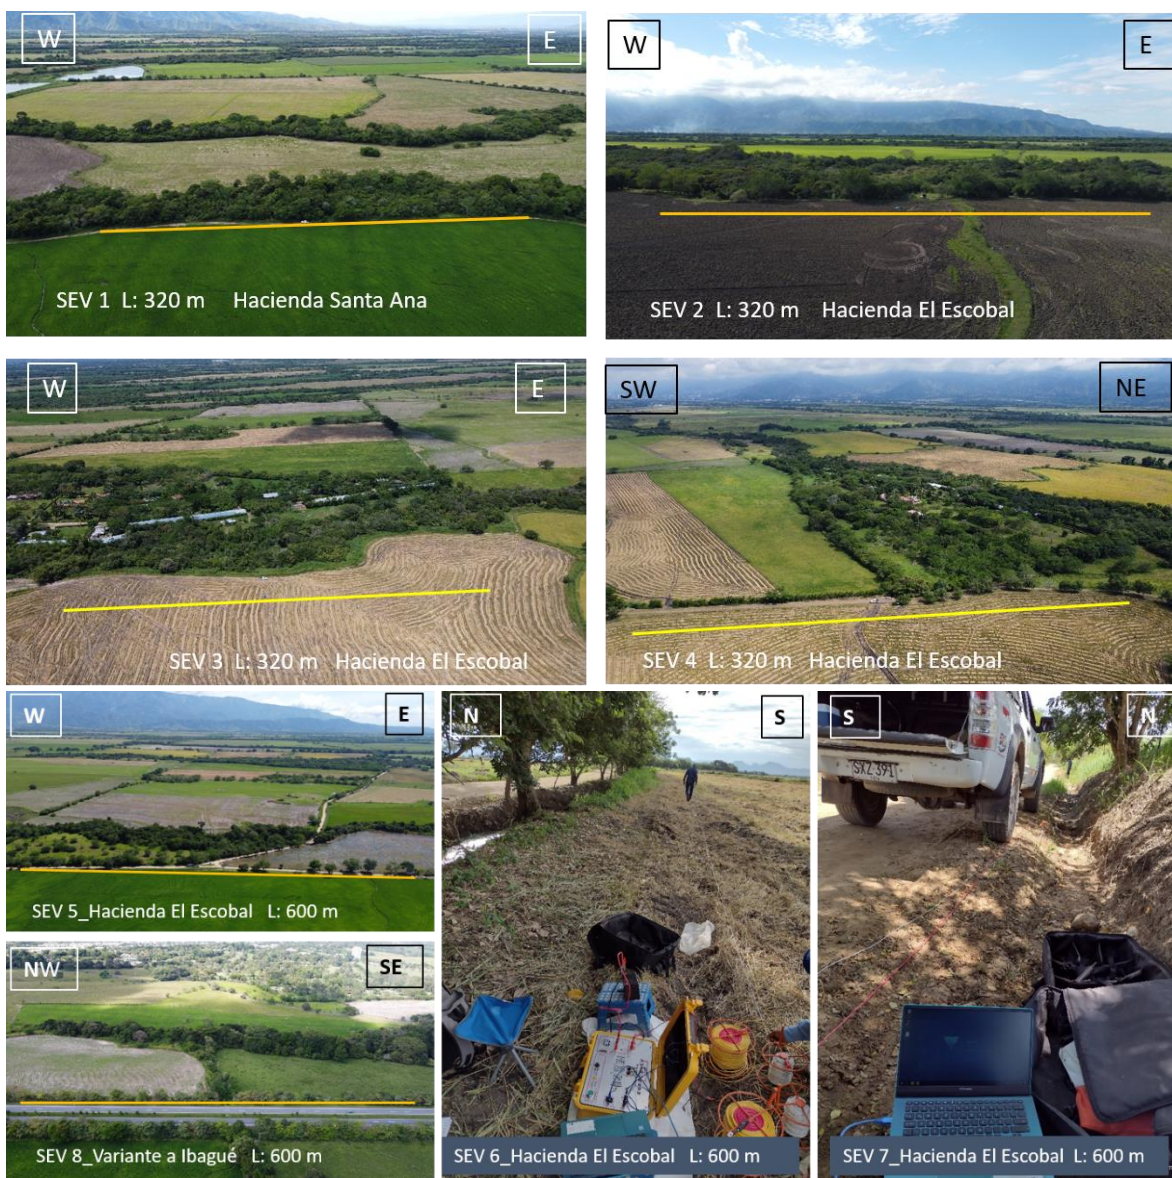 W
E
SEV 1 L: 320 m Hacienda Santa Ana
W
E
SEV 2 L: 320 m Hacienda El Escobal
W
E
SEV 3 L: 320 m Hacienda El Escobal
SW
NE
SEV 4 L: 320 m Hacienda El Escobal
W
E
SEV 5_Hacienda El Escobal L: 600 m
N
S
SEV 6_Hacienda El Escobal L: 600 m
S
N
SXZ 391
SEV 7_Hacienda El Escobal L: 600 m
NW
SE
SEV 8_Variante a Ibagué L: 600 m